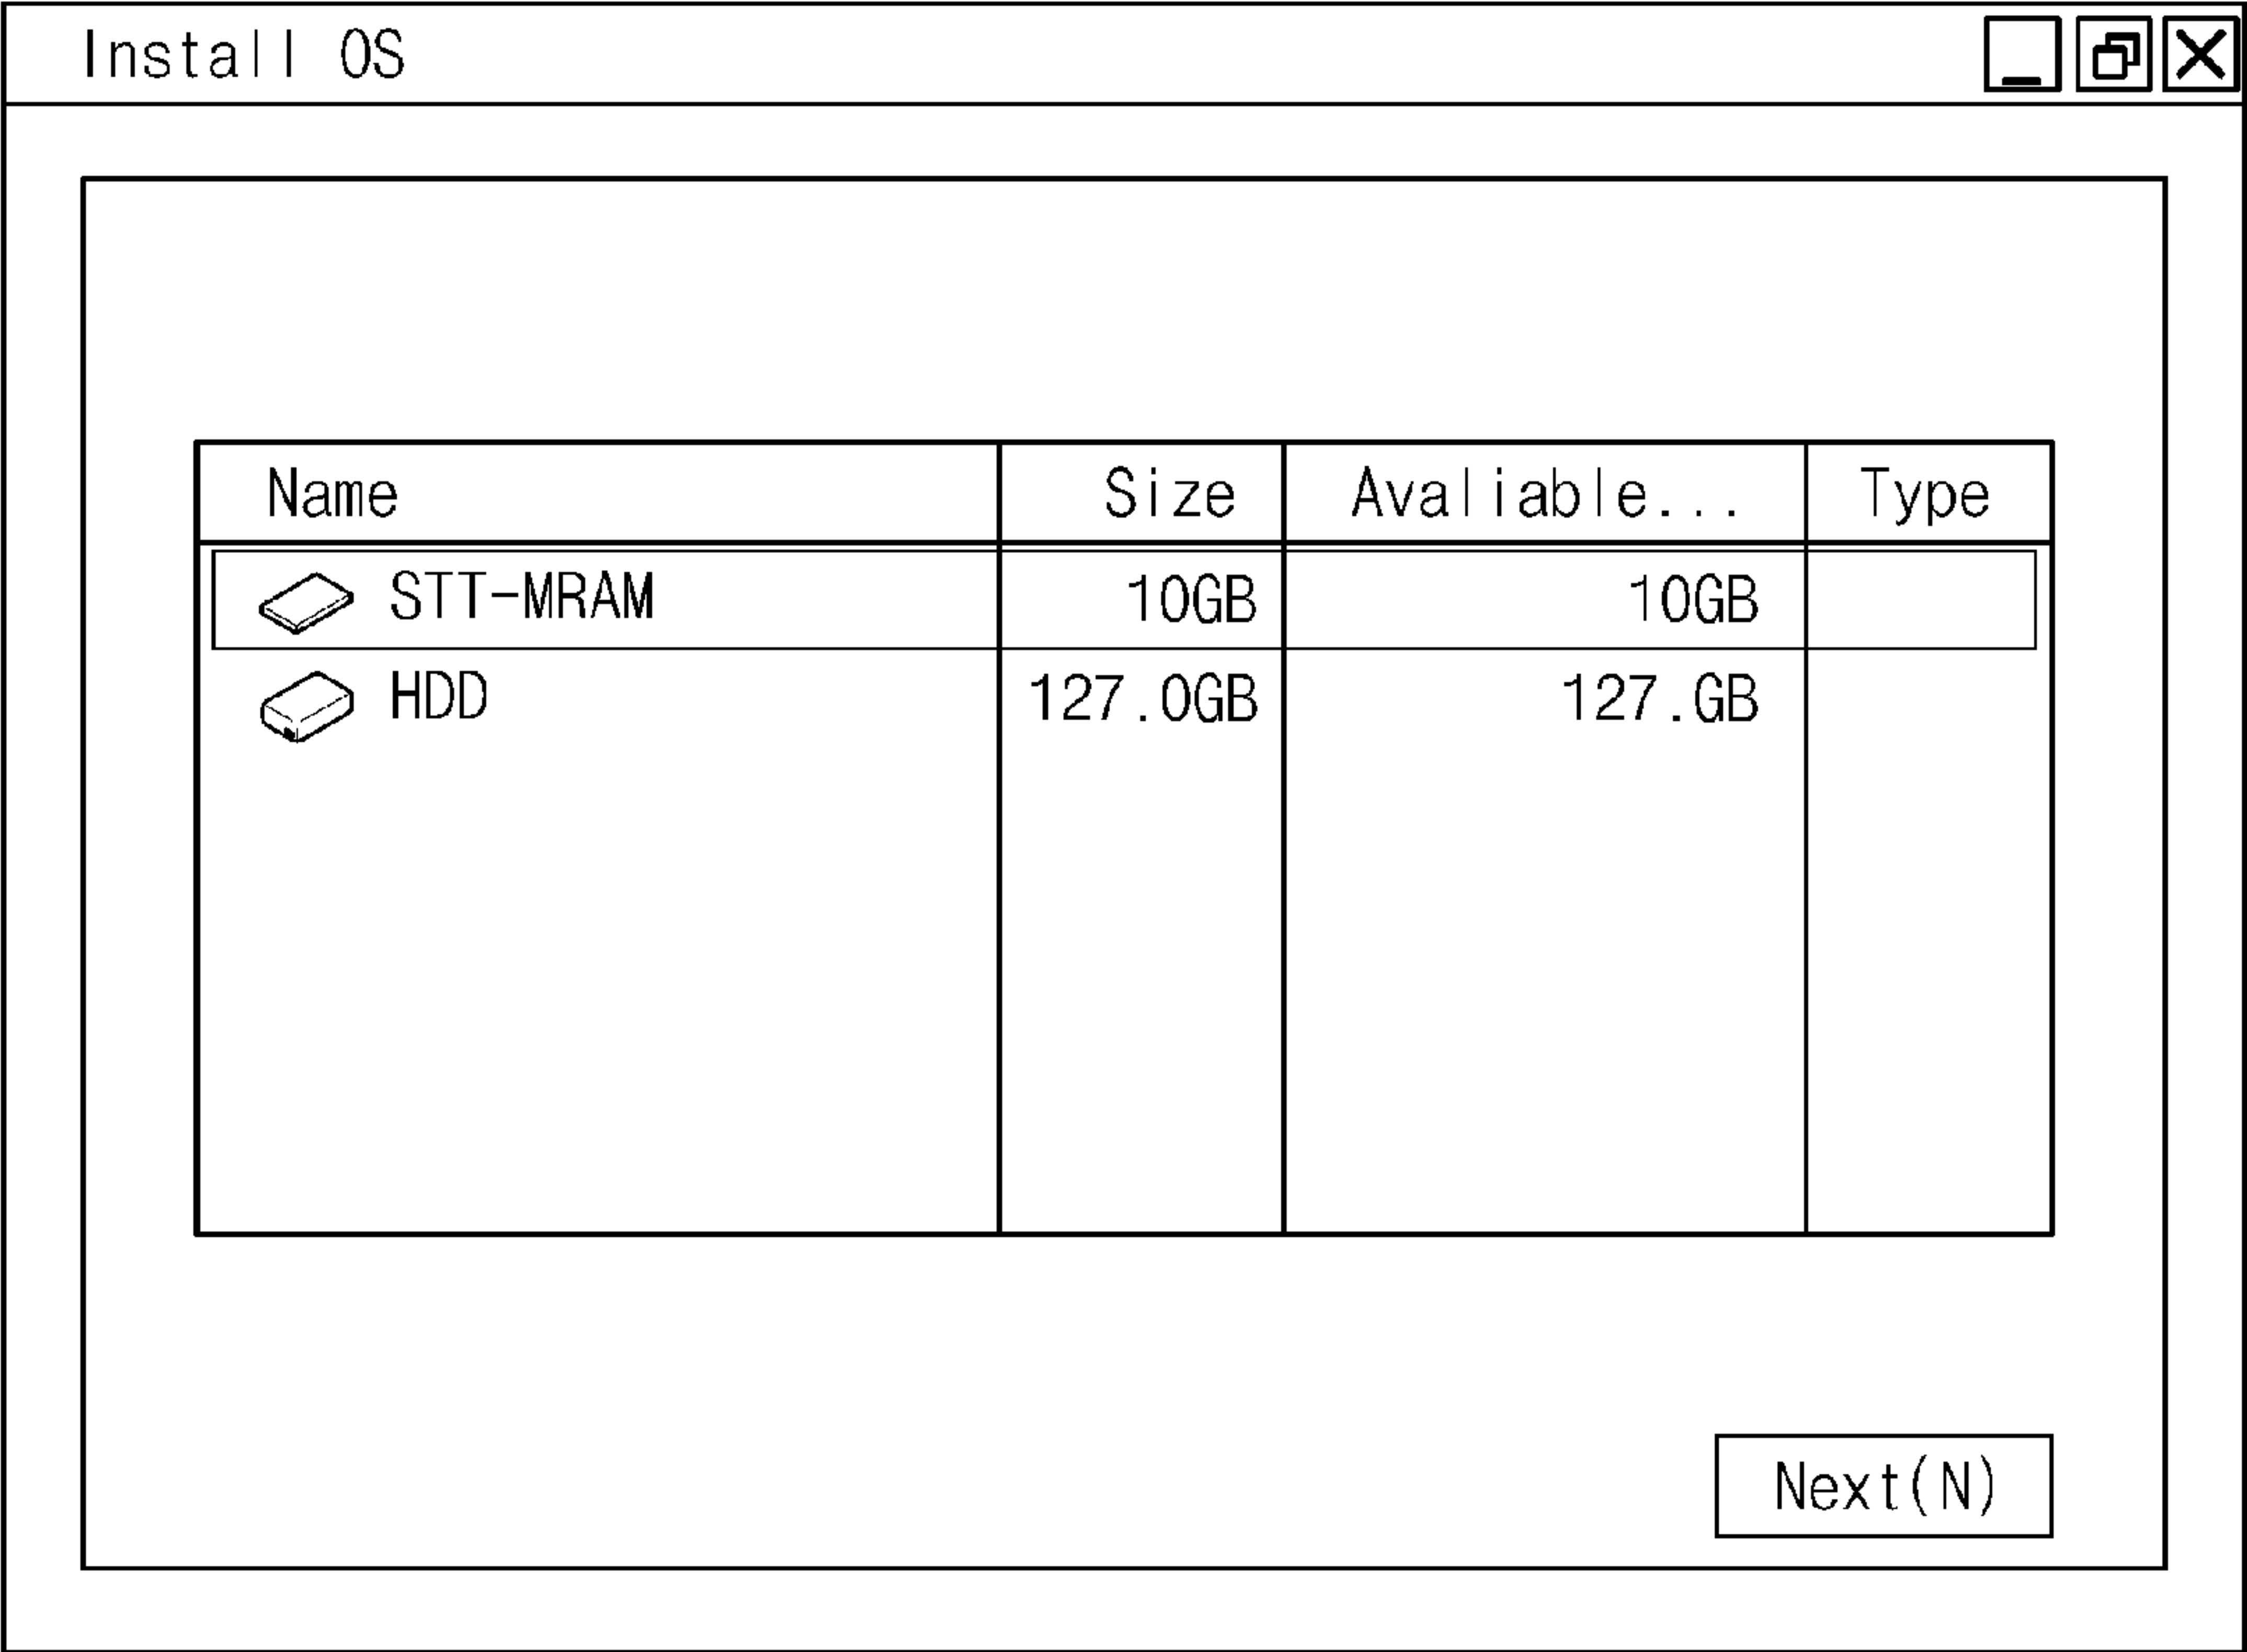 Install OS
Name Size Avaliable... Type
STT-MRAM 10GB 10GB
HDD 127.0GB 127.GB
Next(N)